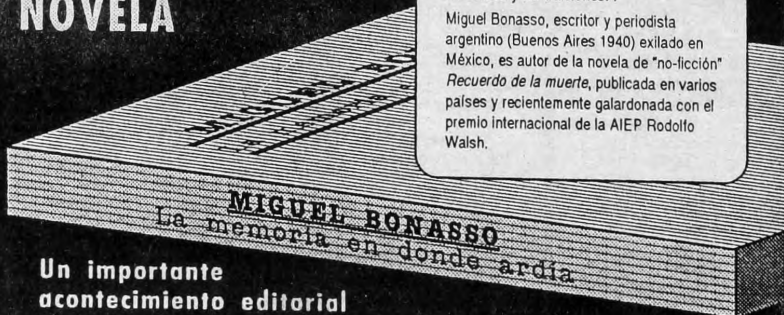 NOVELA
Miguel Bonasso, escritor y periodista
argentino (Buenos Aires 1940) exilado en
México, es autor de la novela de "no-ficción"
Recuerdo de la muerte, publicada en varios
países y recientemente galardonada con el
premio internacional de la AIEP Rodolfo
Walsh.
MIGUEL BO
MIGUEL BONASSO
La memoria en donde ardía
Un importante
acontecimiento editorial